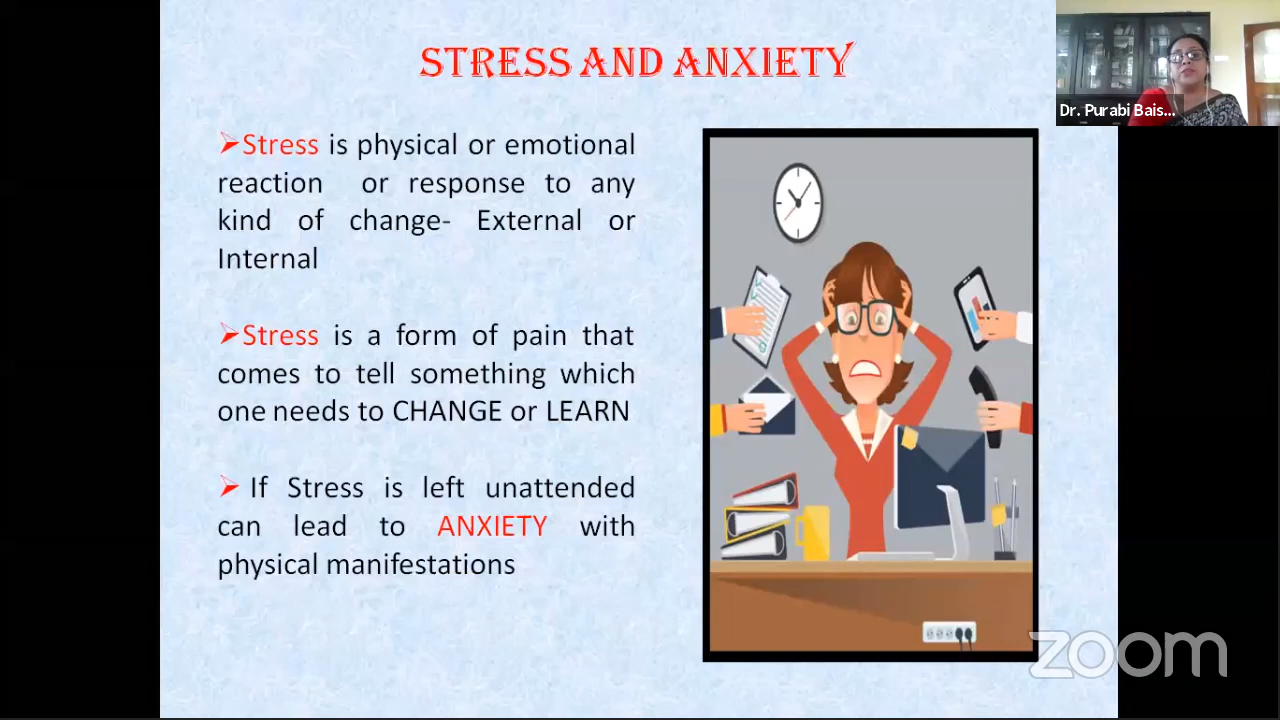 STRESS AND ANXIETY
Dr. Purabi Bais...
➢Stress is physical or emotional
reaction or response to any
kind of change- External or
Internal
➢Stress is a form of pain that
comes to tell something which
one needs to CHANGE or LEARN
➢ If Stress is left unattended
can lead to ANXIETY with
physical manifestations
zoom